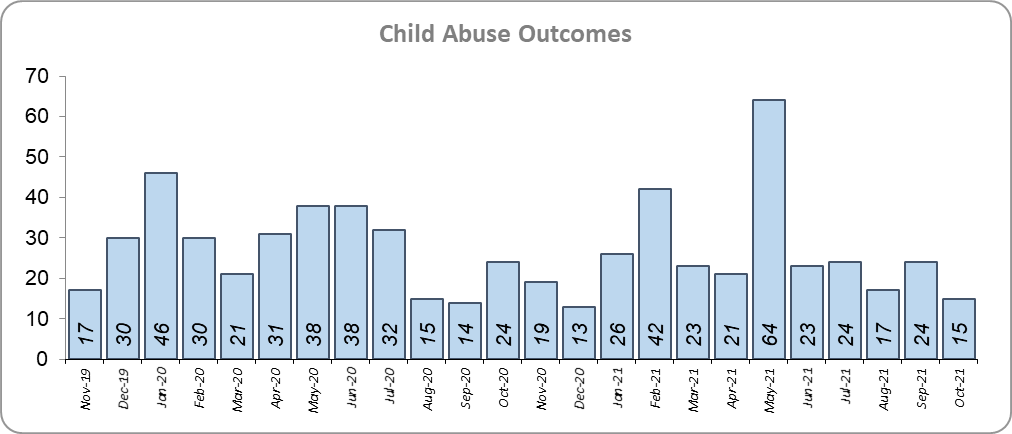 Child Abuse Outcomes
70
60
50
40
30
20
10
0
17 30 46 30 21 31 38 38 32 15 14 24 19 13 26 42 23 21 64 23 24 17 24 15
Nov-19 Dec-19 Jan-20 Feb-20 Mar-20 Apr-20 May-20 Jun-20 Jul-20 Aug-20 Sep-20 Oct-20 Nov-20 Dec-20 Jan-21 Feb-21 Mar-21 Apr-21 May-21 Jun-21 Jul-21 Aug-21 Sep-21 Oct-21